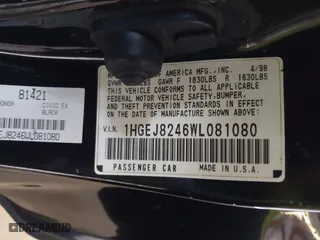 81421
HONDA: CIVIC EX
BLACK
EJ8246WL081080
OF AMERICA MFG., INC. 4/98
GAWR F 1830LBS R 1630LBS
THIS VEHICLE CONFORMS TO ALL APPLICABLE
FEDERAL MOTOR VEHICLE SAFETY, BUMPER,
AND THEFT PREVENTION STANDARDS IN
EFFECT ON THE DATE OF MANUFACTURE
SHOWN ABOVE.
V.I.N. 1HGEJ8246WL081080
PASSENGER CAR MADE IN U.S.A.